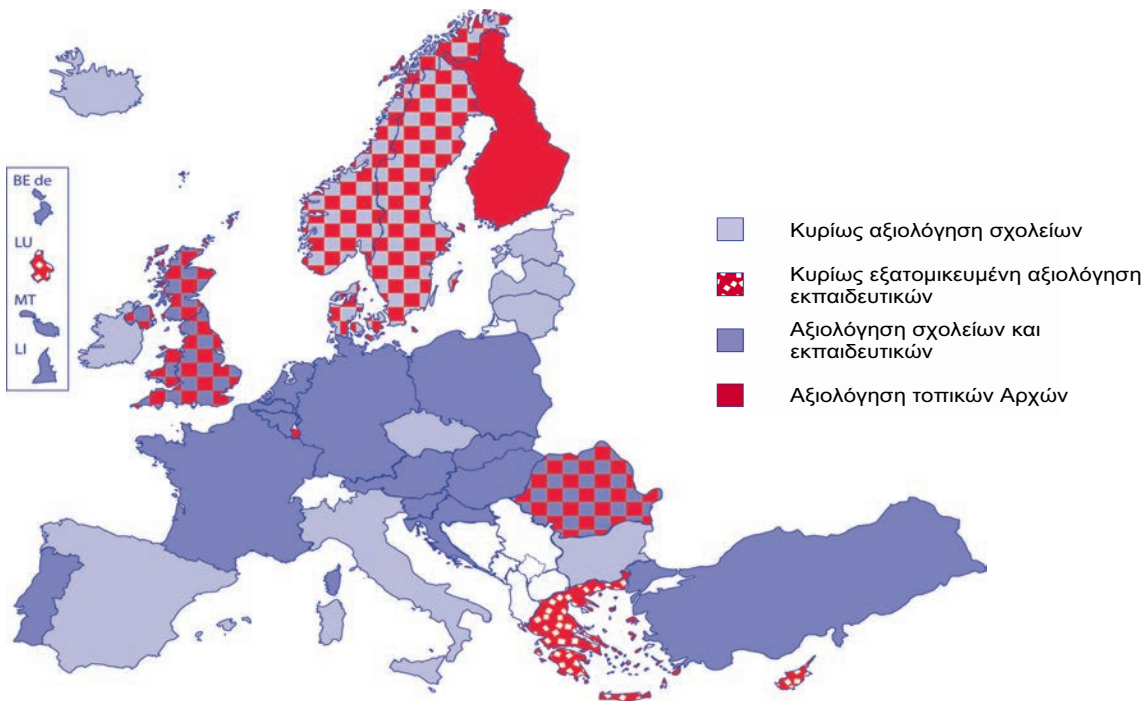 BE de
LU
MT
LI
Κυρίως αξιολόγηση σχολείων
Κυρίως εξατομικευμένη αξιολόγηση
εκπαιδευτικών
Αξιολόγηση σχολείων και
εκπαιδευτικών
Αξιολόγηση τοπικών Αρχών